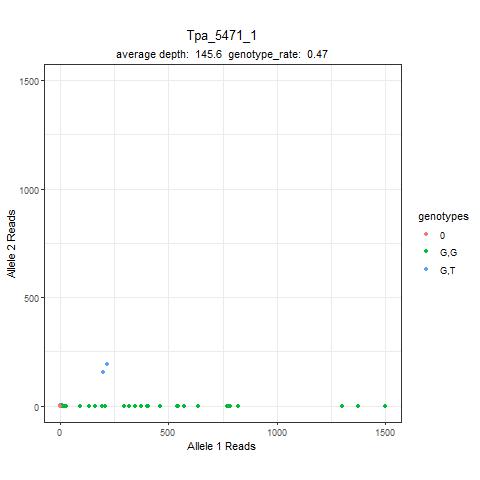 Tpa_5471_1
average depth: 145.6 genotype_rate: 0.47
1500
1000
500
0
Allele 2 Reads
0 500 1000 1500
Allele 1 Reads
genotypes
0
G,G
G,T